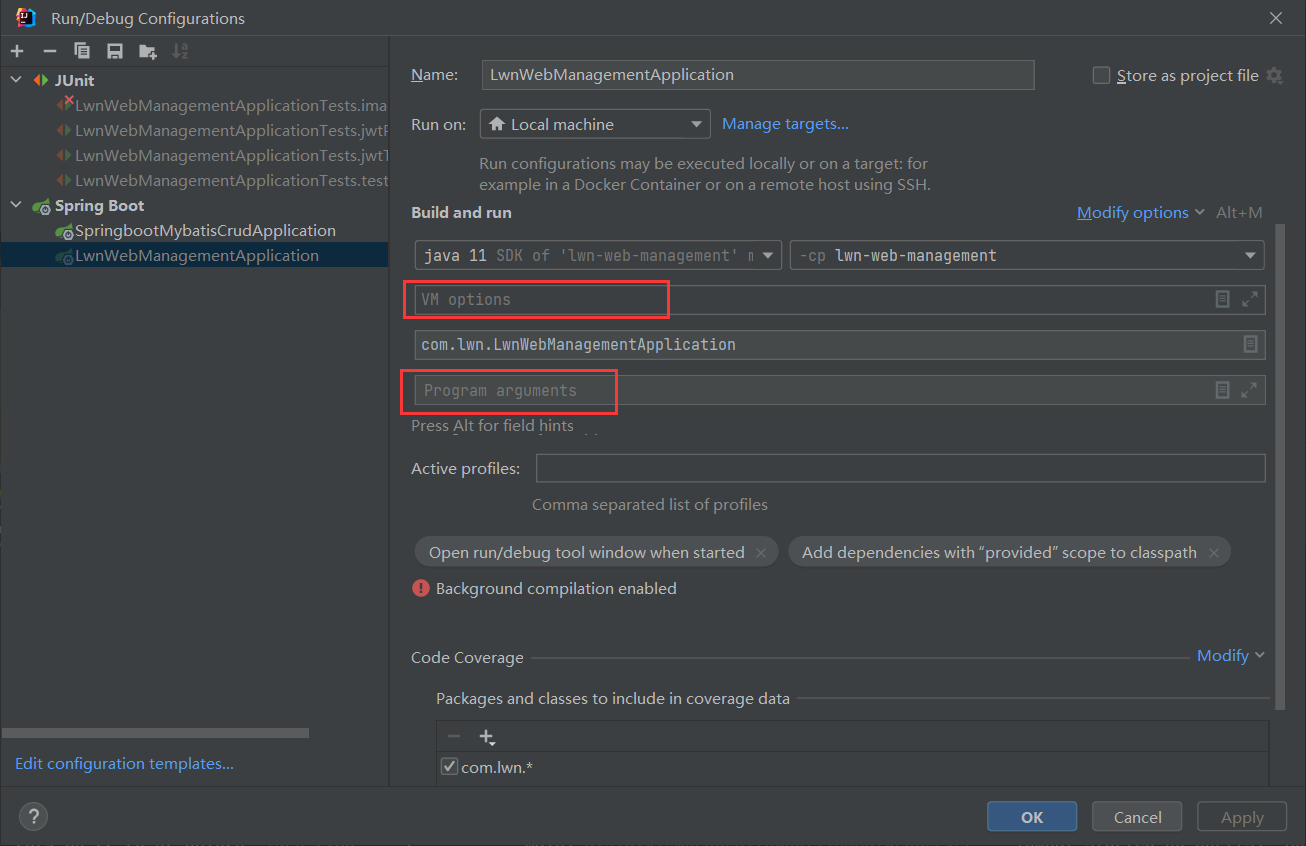 Run/Debug Configurations
JUnit
LwnWebManagementApplicationTests.ima
LwnWebManagementApplicationTests.jwtP
LwnWebManagementApplicationTests.jwtT
LwnWebManagementApplicationTests.test
Spring Boot
SpringbootMybatisCrudApplication
LwnWebManagementApplication
Edit configuration templates...
Name: LwnWebManagementApplication Store as project file
Run on: Local machine Manage targets...
Run configurations may be executed locally or on a target: for
example in a Docker Container or on a remote host using SSH.
Build and run Modify options Alt+M
java 11 SDK of 'lwn-web-management' -cp lwn-web-management
VM options
com.lwn.LwnWebManagementApplication
Program arguments
Press Alt for field hints
Active profiles:
Comma separated list of profiles
Open run/debug tool window when started × Add dependencies with “provided” scope to classpath ×
Background compilation enabled
Code Coverage Modify
Packages and classes to include in coverage data
com.lwn.*
? OK Cancel Apply